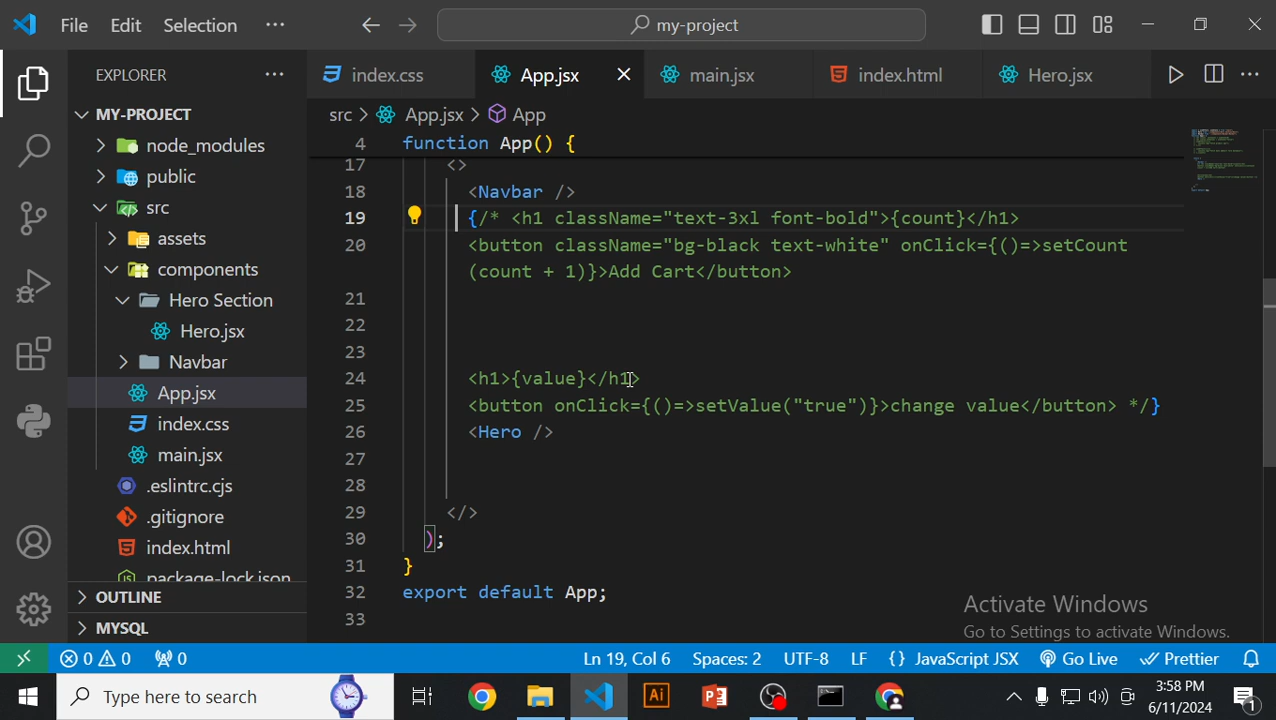 File Edit Selection ··· my-project
EXPLORER ··· index.css App.jsx main.jsx index.html Hero.jsx ···
MY-PROJECT src > App.jsx > App
4 function App() {
node_modules
17 <>
public
18 <Navbar />
src
19 {/* <h1 className="text-3xl font-bold">{count}</h1>
assets
20 <button className="bg-black text-white" onClick={()=>setCount
components
(count + 1)}>Add Cart</button>
Hero Section
21
Hero.jsx
22
23
Navbar
24 <h1>{value}</h1>
App.jsx
25 <button onClick={()=>setValue("true")}>change value</button> */}
index.css
26 <Hero />
main.jsx
27
.eslintrc.cjs
28
.gitignore
29 </>
index.html
30 );
package-lock.json
31 }
OUTLINE
32 export default App;
MYSQL
33
Activate Windows
Go to Settings to activate Windows.
0 0 0 Ln 19, Col 6 Spaces: 2 UTF-8 LF {} JavaScript JSX Go Live Prettier
Type here to search Ai P 3:58 PM
6/11/2024 1